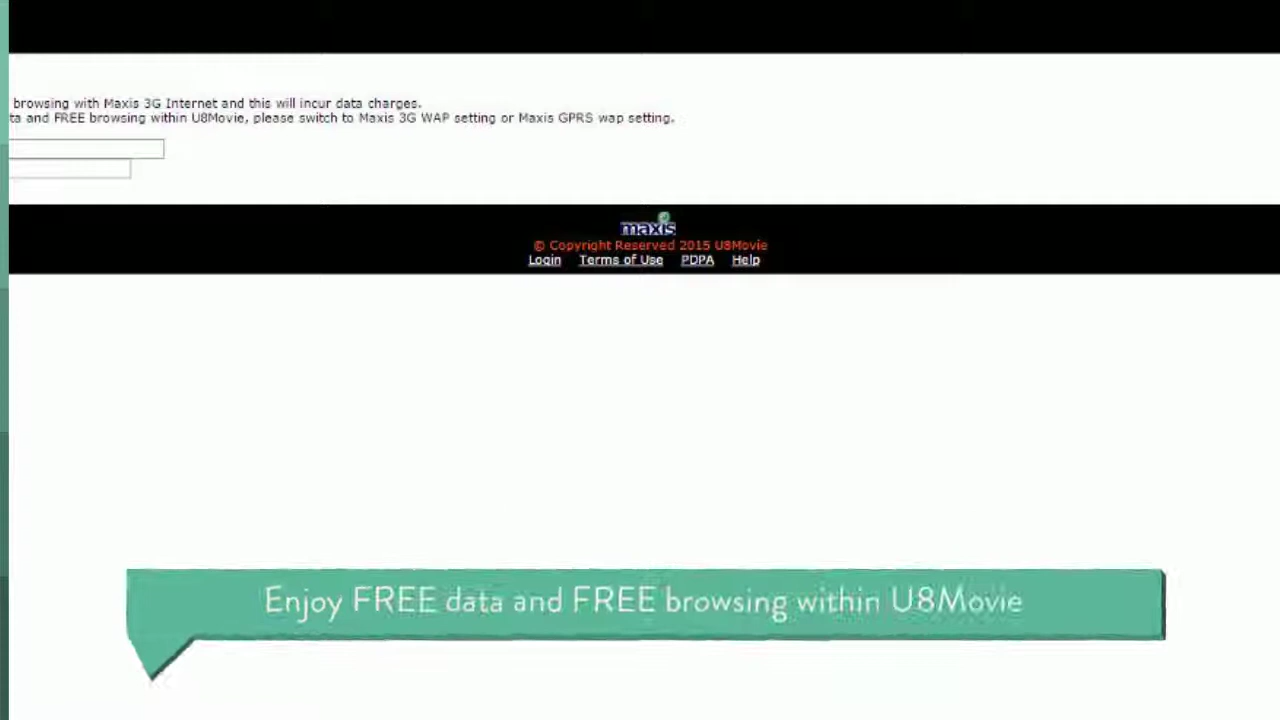 browsing with Maxis 3G Internet and this will incur data charges.
ta and FREE browsing within U8Movie, please switch to Maxis 3G WAP setting or Maxis GPRS wap setting.
maxis
© Copyright Reserved 2015 U8Movie
Login Terms of Use PDPA Help
Enjoy FREE data and FREE browsing within U8Movie